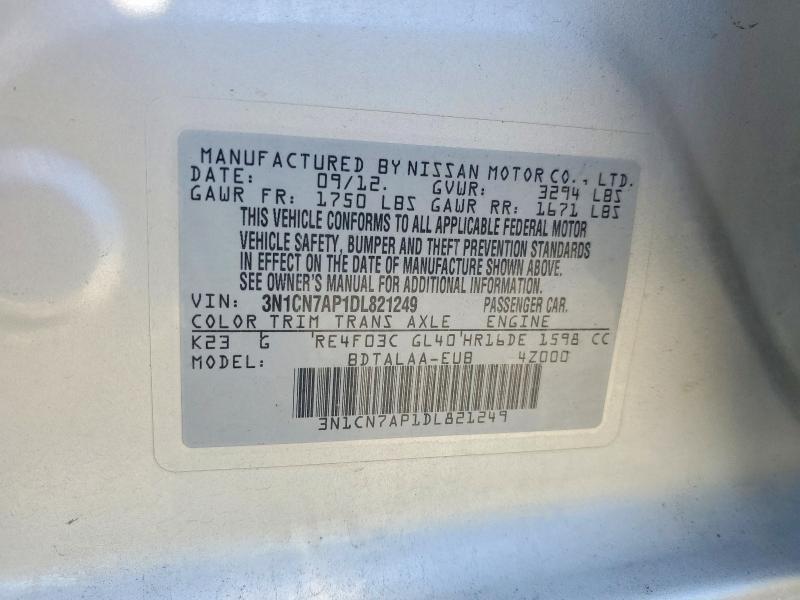 MANUFACTURED BY NISSAN MOTOR CO., LTD.
DATE: 09/12. GVWR: 3294 LBS
GAWR FR: 1750 LBS GAWR RR: 1671 LBS
THIS VEHICLE CONFORMS TO ALL APPLICABLE FEDERAL MOTOR
VEHICLE SAFETY, BUMPER AND THEFT PREVENTION STANDARDS
IN EFFECT ON THE DATE OF MANUFACTURE SHOWN ABOVE.
SEE OWNER'S MANUAL FOR ADDITIONAL INFORMATION.
VIN: 3N1CN7AP1DL821249 PASSENGER CAR.
COLOR TRIM TRANS AXLE ENGINE
K23 G RE4F03C GL40 HR16DE 1598 CC
MODEL: BDTALAA-EUB 4Z000
3N1CN7AP1DL821249